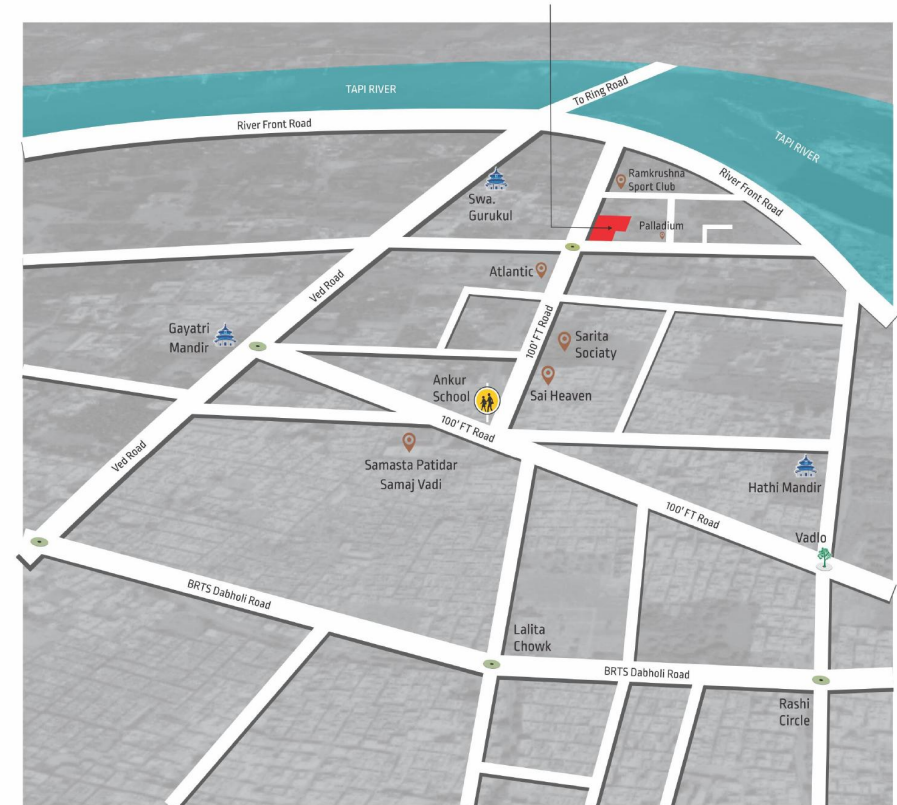 TAPI RIVER
To Ring Road
River Front Road
TAPI RIVER
River Front Road
Ramkrushna
Sport Club
Swa.
Gurukul
Palladium
Atlantic
Ved Road
100' FT Road
Gayatri
Mandir
Sarita
Sociaty
Ankur
School
Sai Heaven
100' FT Road
Ved Road
Samasta Patidar
Samaj Vadi
Hathi Mandir
100' FT Road
Vadlo
BRTS Dabholi Road
Lalita
Chowk
BRTS Dabholi Road
Rashi
Circle